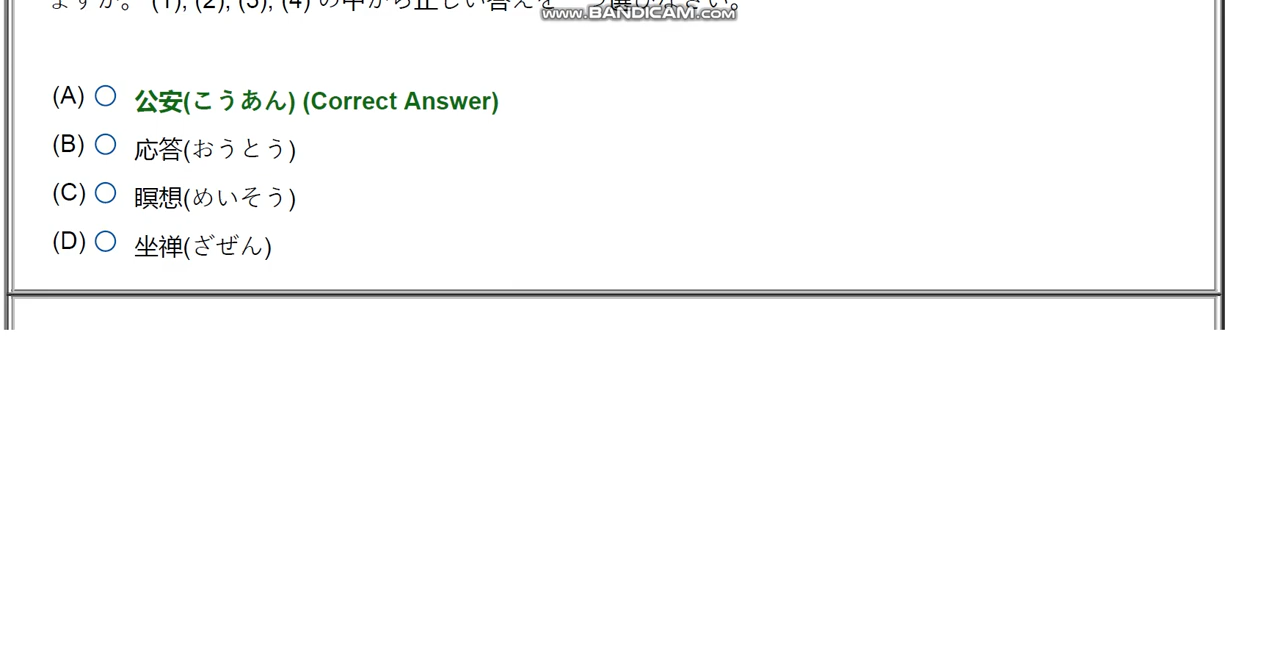 ますか。 (1), (2), (3), (4) の中から正しい答えを 選びなさい。
www.BANDICAM.com
(A) 公安(こうあん) (Correct Answer)
(B) 応答(おうとう)
(C) 瞑想(めいそう)
(D) 坐禅(ざぜん)